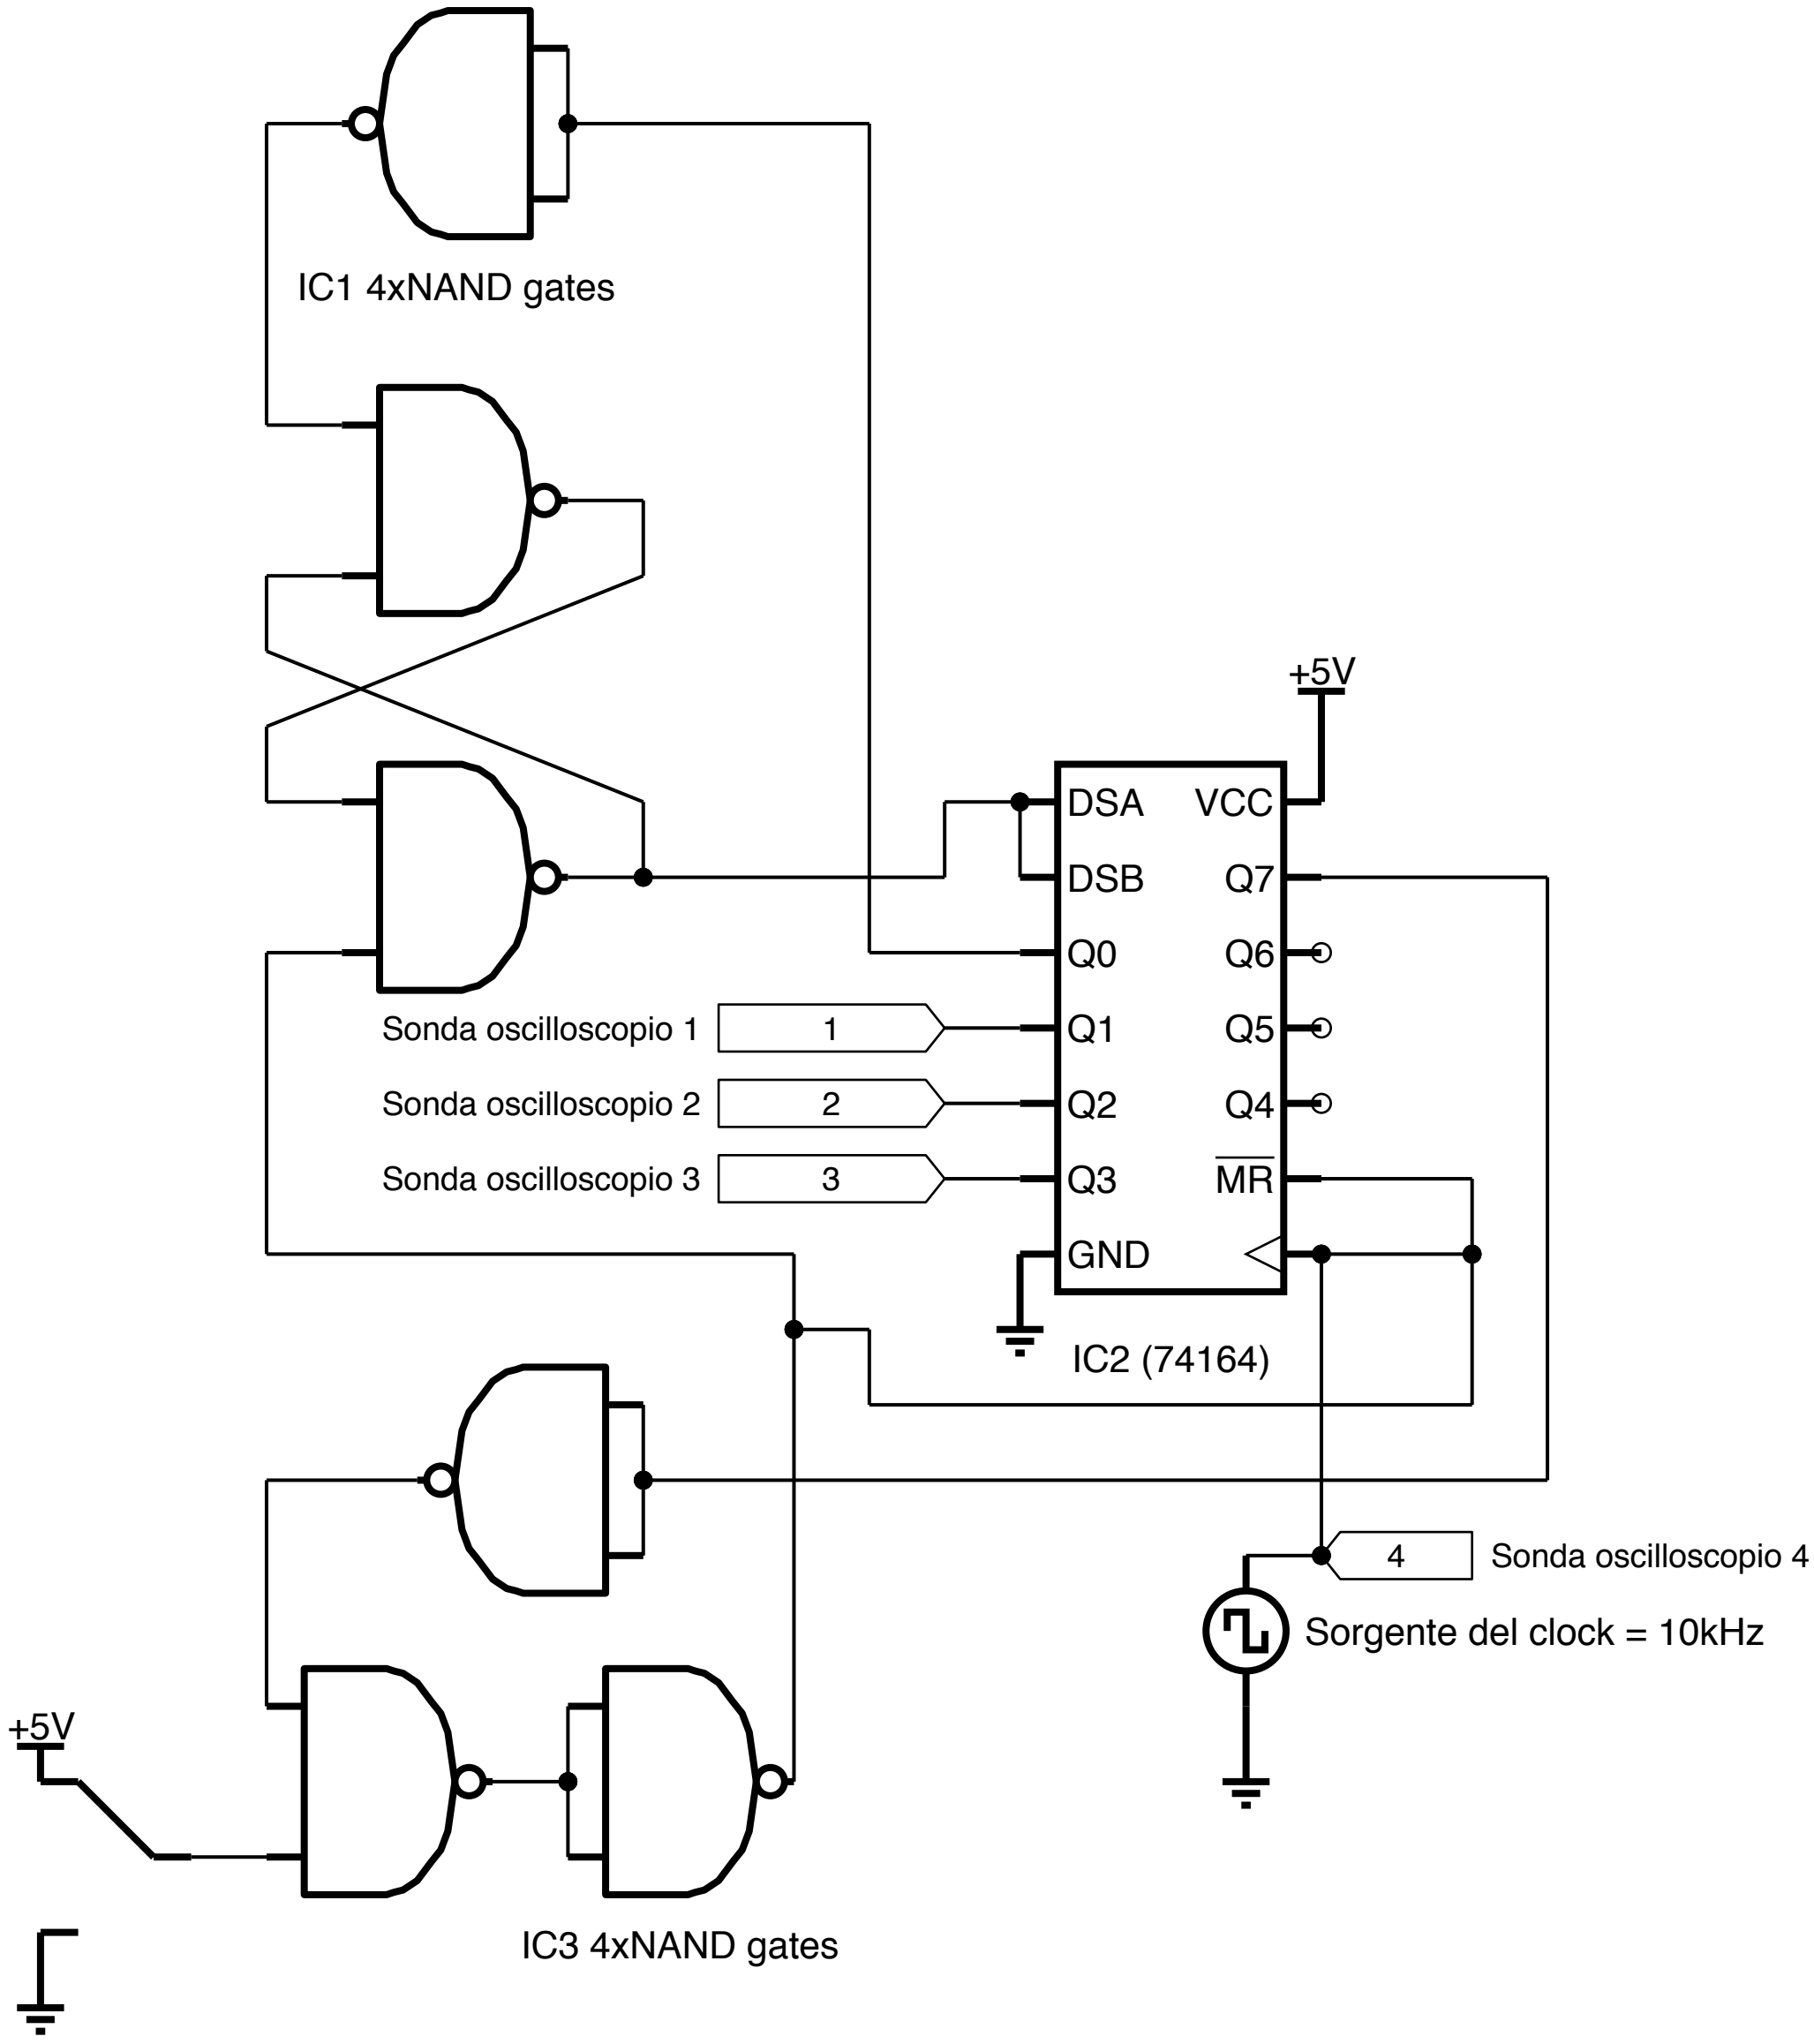 IC1 4xNAND gates
+5V
DSA VCC
DSB Q7
Q0 Q6
Sonda oscilloscopio 1 1 Q1 Q5
Sonda oscilloscopio 2 2 Q2 Q4
Sonda oscilloscopio 3 3 Q3 MR
GND
IC2 (74164)
4 Sonda oscilloscopio 4
Sorgente del clock = 10kHz
+5V
IC3 4xNAND gates